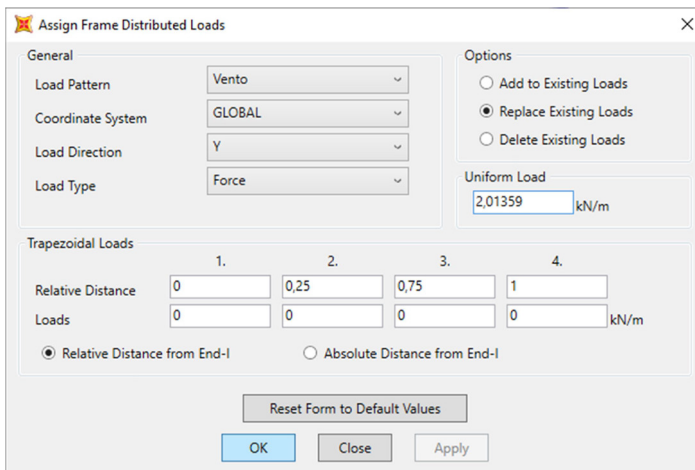 Assign Frame Distributed Loads
General
Load Pattern Vento
Coordinate System GLOBAL
Load Direction Y
Load Type Force
Options
Add to Existing Loads
Replace Existing Loads
Delete Existing Loads
Uniform Load
2,01359 kN/m
Trapezoidal Loads
1. 2. 3. 4.
Relative Distance 0 0,25 0,75 1
Loads 0 0 0 0 kN/m
Relative Distance from End-I Absolute Distance from End-I
Reset Form to Default Values
OK Close Apply